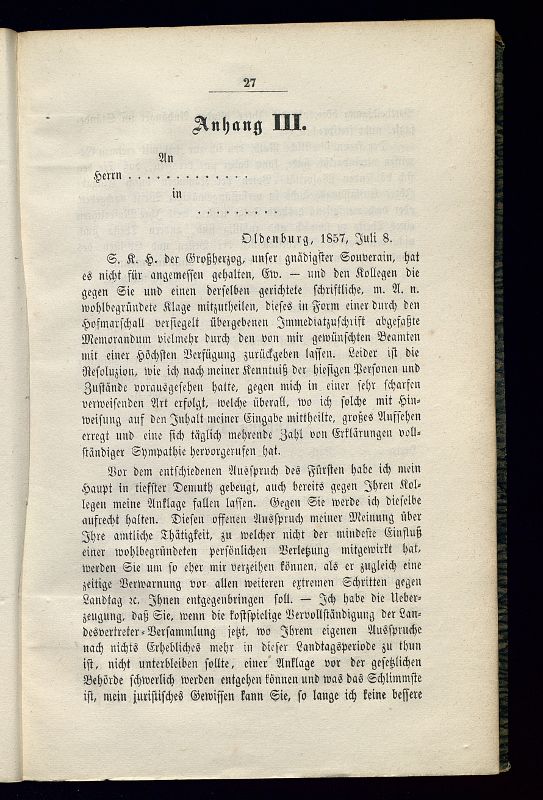 27
Anhang III.
An
Herrn . . . . . . . . . . . . .
in
. . . . . . . . .
Oldenburg, 1857, Juli 8.
S. K. H. der Großherzog, unser gnädigster Souverain, hat
es nicht für angemessen gehalten, Ew. — und den Kollegen die
gegen Sie und einen derselben gerichtete schriftliche, m. A. n.
wohlbegründete Klage mitzutheilen, dieses in Form einer durch den
Hofmarschall versiegelt übergebenen Immediatzuschrift abgefaßte
Memorandum vielmehr durch den von mir gewünschten Beamten
mit einer Höchsten Verfügung zurückgeben lassen. Leider ist die
Resoluzion, wie ich nach meiner Kenntniß der hiesigen Personen und
Zustände vorausgesehen hatte, gegen mich in einer sehr scharfen
verweisenden Art erfolgt, welche überall, wo ich solche mit Hin-
weisung auf den Inhalt meiner Eingabe mittheilte, großes Aufsehen
erregt und eine sich täglich mehrende Zahl von Erklärungen voll-
ständiger Sympathie hervorgerufen hat.
Vor dem entschiedenen Ausspruch des Fürsten habe ich mein
Haupt in tiefster Demuth gebeugt, auch bereits gegen Ihren Kol-
legen meine Anklage fallen lassen. Gegen Sie werde ich dieselbe
aufrecht halten. Diesen offenen Ausspruch meiner Meinung über
Ihre amtliche Thätigkeit, zu welcher nicht der mindeste Einfluß
einer wohlbegründeten persönlichen Verletzung mitgewirkt hat,
werden Sie um so eher mir verzeihen können, als er zugleich eine
zeitige Verwarnung vor allen weiteren extremen Schritten gegen
Landtag ꝛc. Ihnen entgegenbringen soll. — Ich habe die Ueber-
zeugung, daß Sie, wenn die kostspielige Vervollständigung der Lan-
desvertreter-Versammlung jetzt, wo Ihrem eigenen Ausspruche
nach nichts Erhebliches mehr in dieser Landtagsperiode zu thun
ist, nicht unterbleiben sollte, einer Anklage vor der gesetzlichen
Behörde schwerlich werden entgehen können und was das Schlimmste
ist, mein juristisches Gewissen kann Sie, so lange ich keine bessere